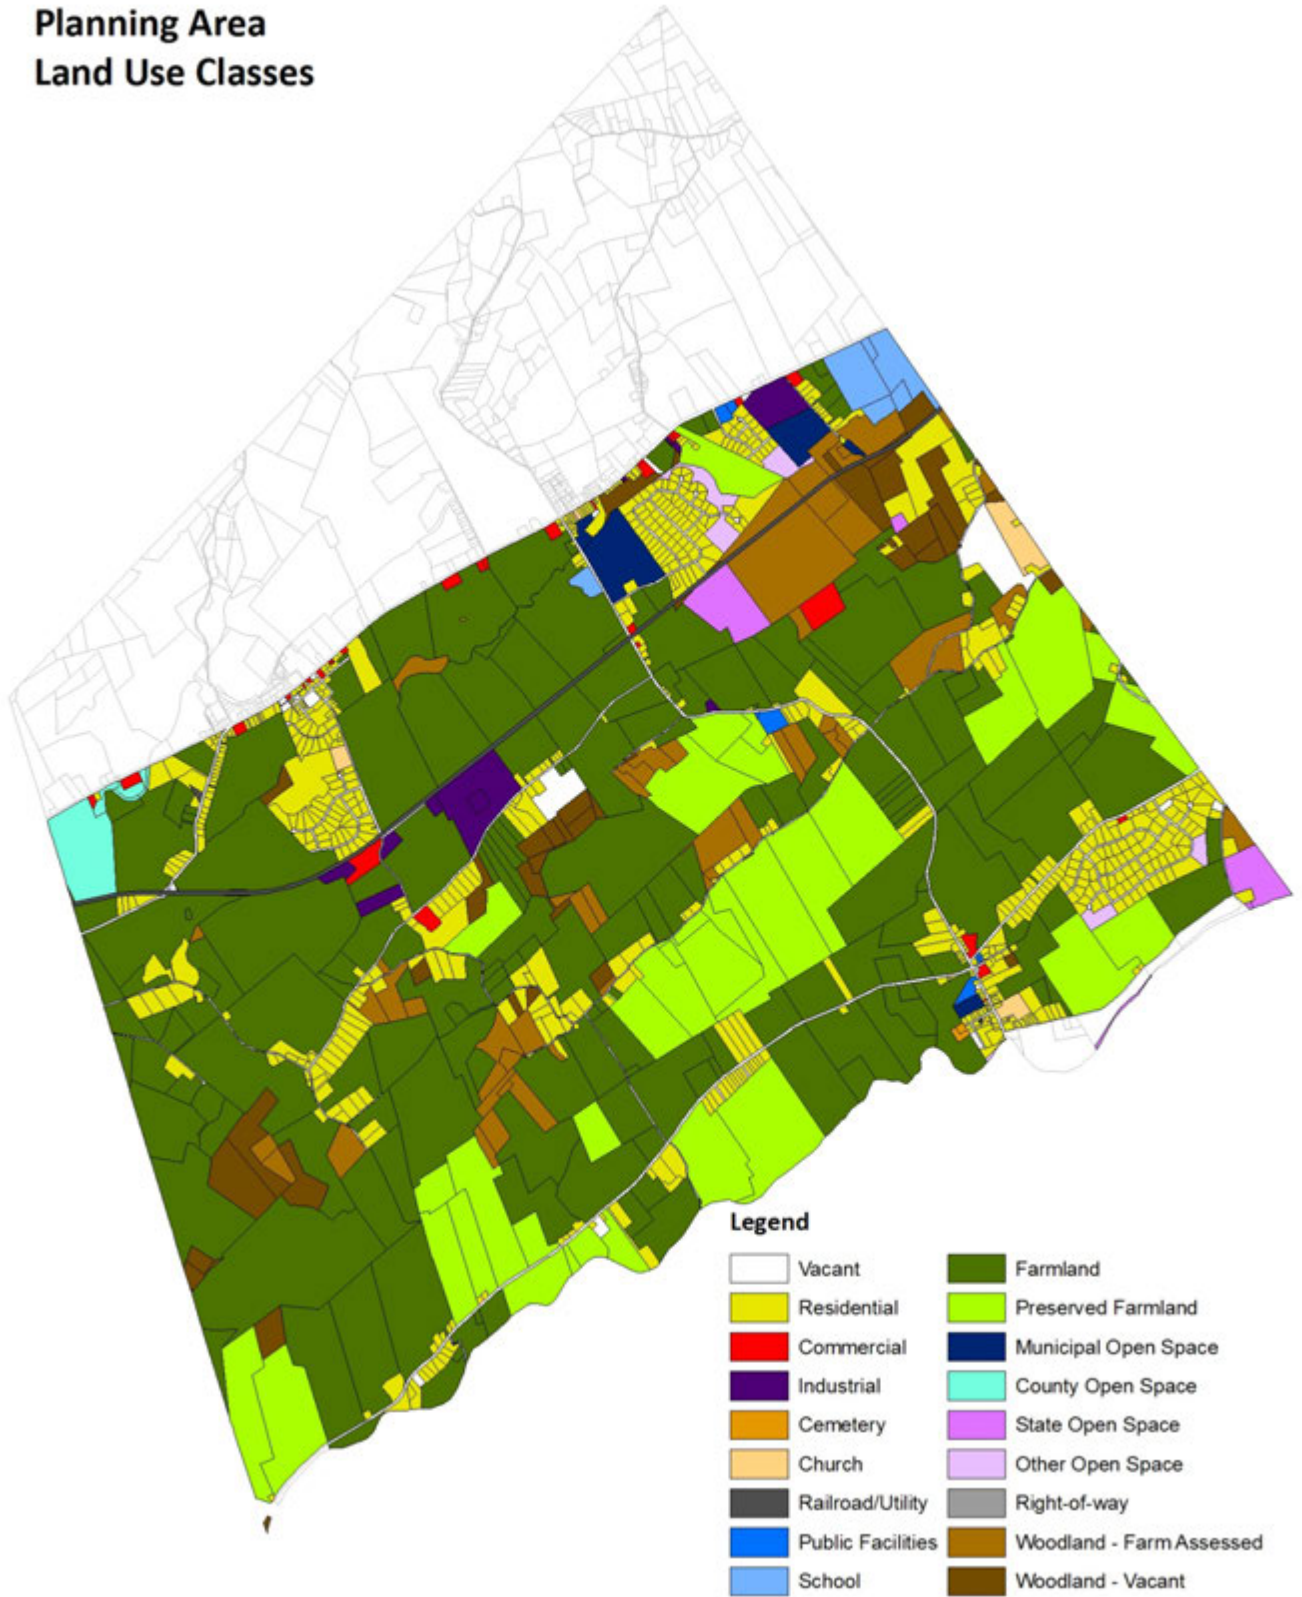 Planning Area
Land Use Classes
Legend
Vacant
Residential
Commercial
Industrial
Cemetery
Church
Railroad/Utility
Public Facilities
School
Farmland
Preserved Farmland
Municipal Open Space
County Open Space
State Open Space
Other Open Space
Right-of-way
Woodland - Farm Assessed
Woodland - Vacant